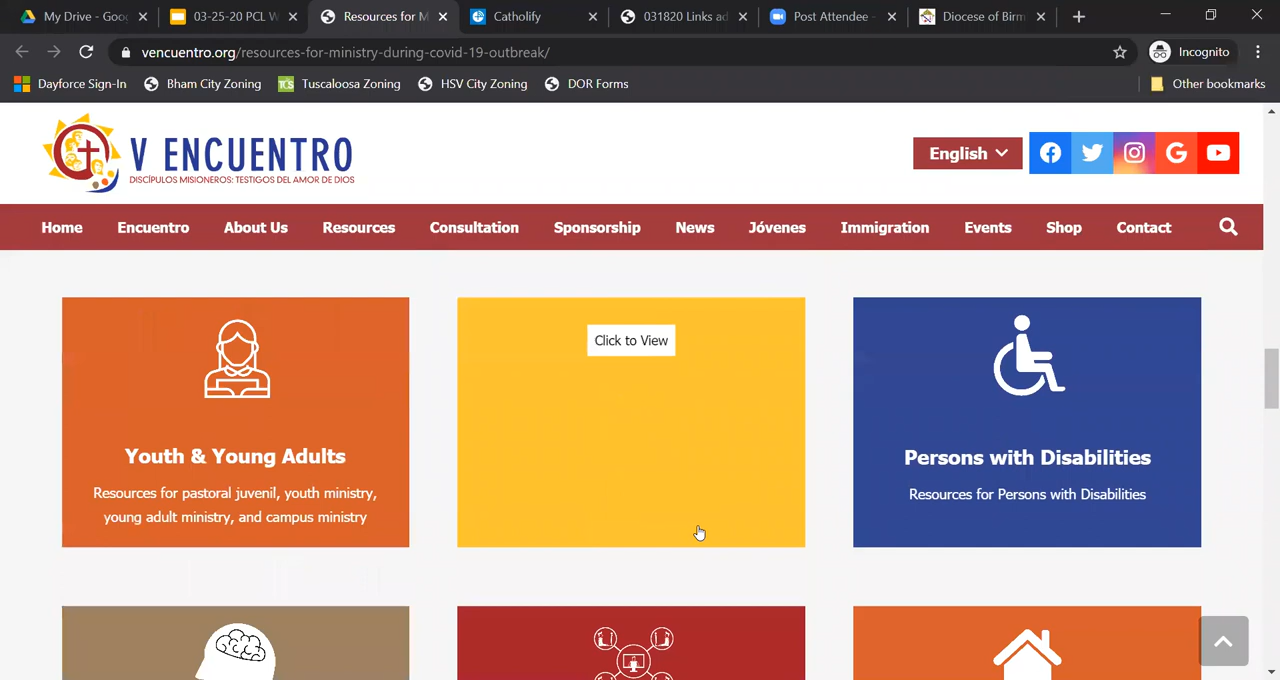 My Drive - Goog
03-25-20 PCL W
Resources for M
Catholify
031820 Links ad
Post Attendee -
Diocese of Birm
vencuentro.org/resources-for-ministry-during-covid-19-outbreak/
Incognito
Dayforce Sign-In
Bham City Zoning
TCS
Tuscaloosa Zoning
HSV City Zoning
DOR Forms
Other bookmarks
V ENCUENTRO
DISCÍPULOS MISIONEROS: TESTIGOS DEL AMOR DE DIOS
English
Home Encuentro About Us Resources Consultation Sponsorship News Jóvenes Immigration Events Shop Contact
Click to View
Youth & Young Adults
Resources for pastoral juvenil, youth ministry,
young adult ministry, and campus ministry
Persons with Disabilities
Resources for Persons with Disabilities